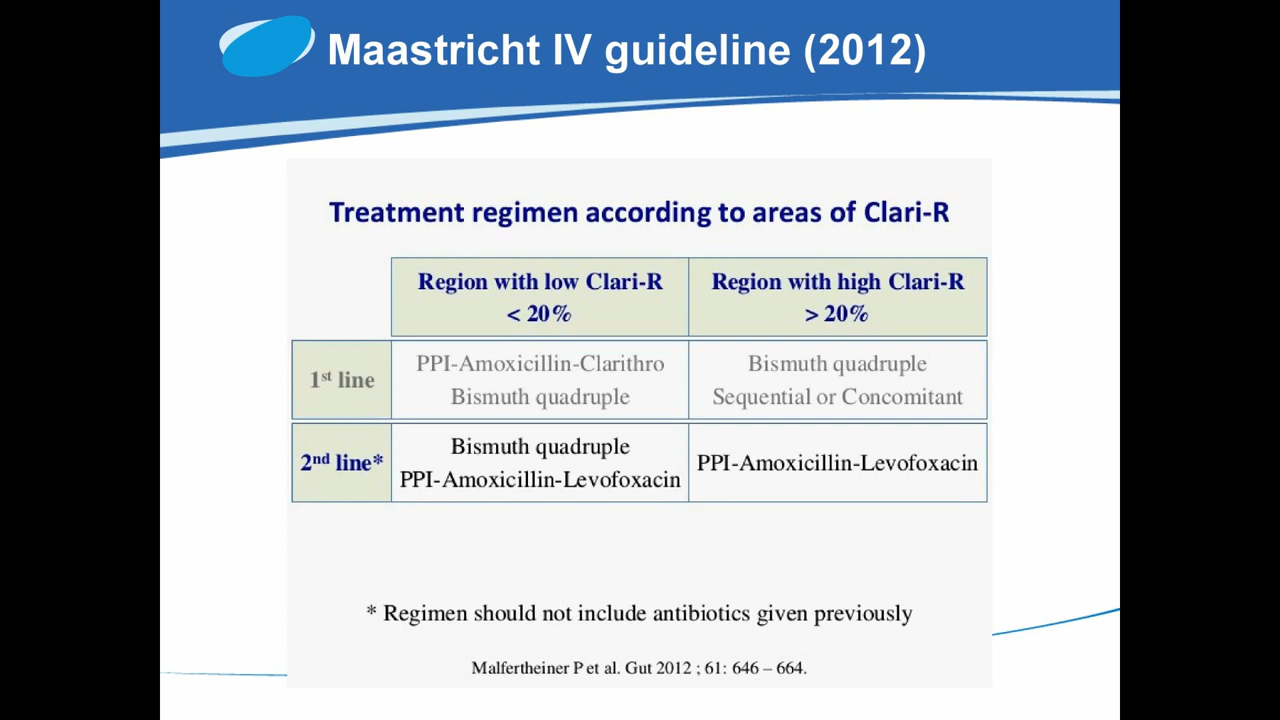 Maastricht IV guideline (2012)
Treatment regimen according to areas of Clari-R
Region with low Clari-R
< 20%
Region with high Clari-R
> 20%
1st line
PPI-Amoxicillin-Clarithro
Bismuth quadruple
Bismuth quadruple
Sequential or Concomitant
2nd line*
Bismuth quadruple
PPI-Amoxicillin-Levofoxacin
PPI-Amoxicillin-Levofoxacin
* Regimen should not include antibiotics given previously
Malfertheiner P et al. Gut 2012 ; 61: 646 – 664.